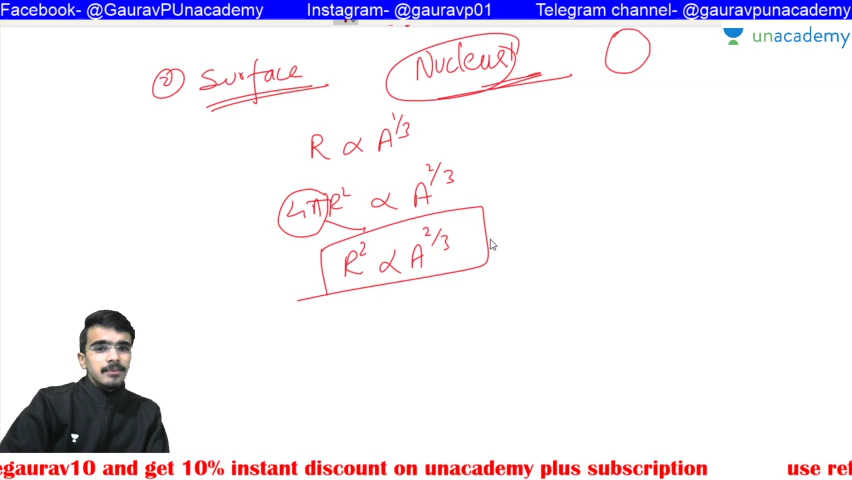 Facebook- @GauravPUnacademy Instagram- @gauravp01 Telegram channel- @gauravpunacademy
unacademy
② Surface Nucleus
R ∝ A^1/3
4πR² ∝ A^2/3
R² ∝ A^2/3
egaurav10 and get 10% instant discount on unacademy plus subscription use ref